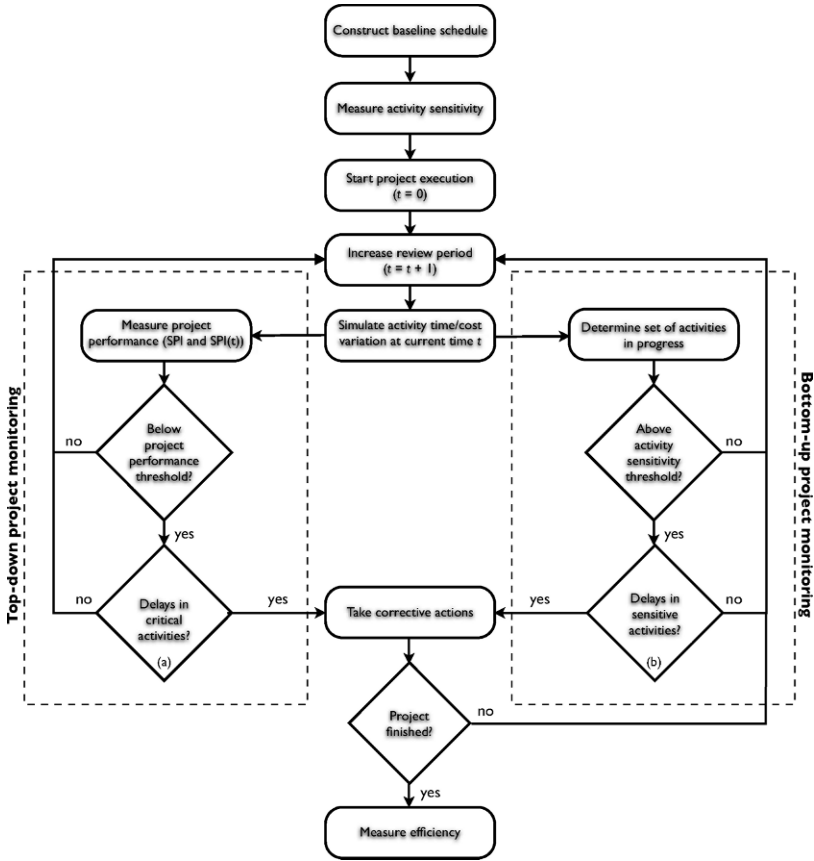 Construct baseline schedule
Measure activity sensitivity
Start project execution
(t = 0)
Increase review period
(t = t + 1)
Measure project
performance (SPI and SPI(t))
Simulate activity time/cost
variation at current time t
Determine set of activities
in progress
Top-down project monitoring
Bottom-up project monitoring
no
Below
project
performance
threshold?
Above
activity
sensitivity
threshold?
no
yes
yes
no
Delays in
critical
activities?
(a)
yes
Take corrective actions
yes
Delays in
sensitive
activities?
(b)
no
Project
finished?
no
yes
Measure efficiency